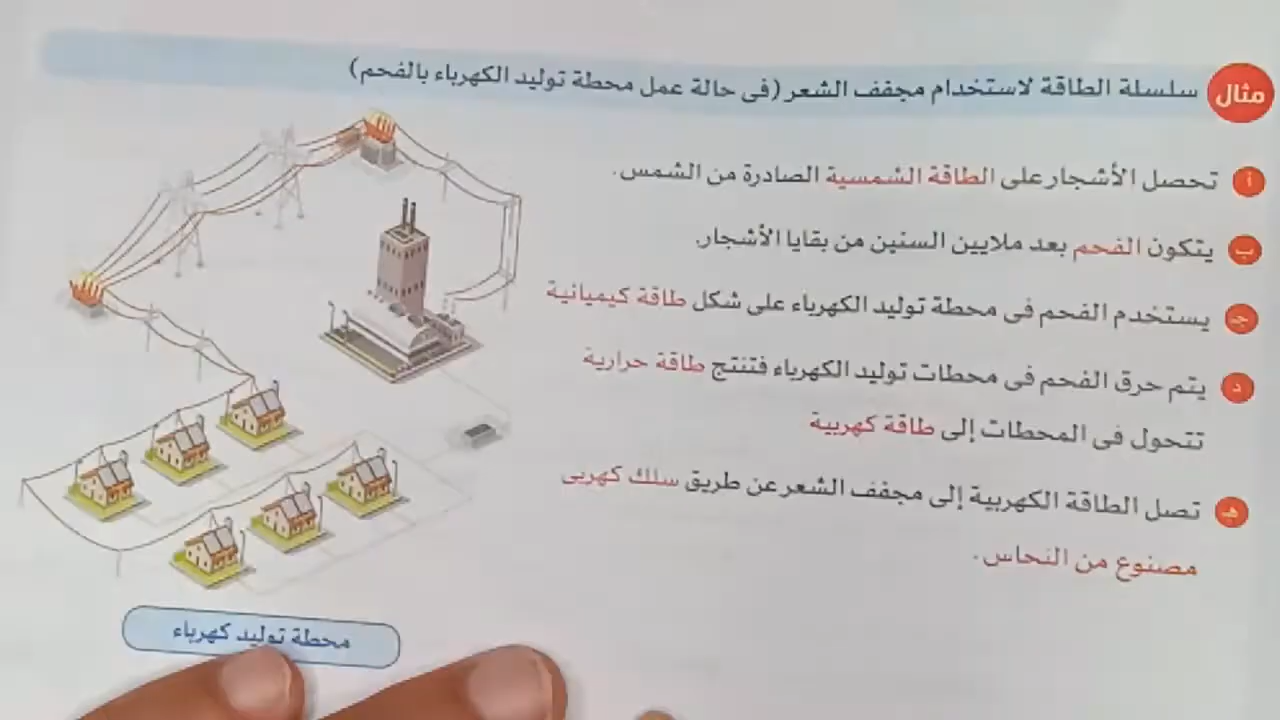 مثال
سلسلة الطاقة لاستخدام مجفف الشعر (فى حالة عمل محطة توليد الكهرباء بالفحم)
أ تحصل الأشجار على الطاقة الشمسية الصادرة من الشمس.
ب يتكون الفحم بعد ملايين السنين من بقايا الأشجار.
جـ يستخدم الفحم فى محطة توليد الكهرباء على شكل طاقة كيميائية
د يتم حرق الفحم فى محطات توليد الكهرباء فتنتج طاقة حرارية
تتحول فى المحطات إلى طاقة كهربية
هـ تصل الطاقة الكهربية إلى مجفف الشعر عن طريق سلك كهربى
مصنوع من النحاس.
محطة توليد كهرباء